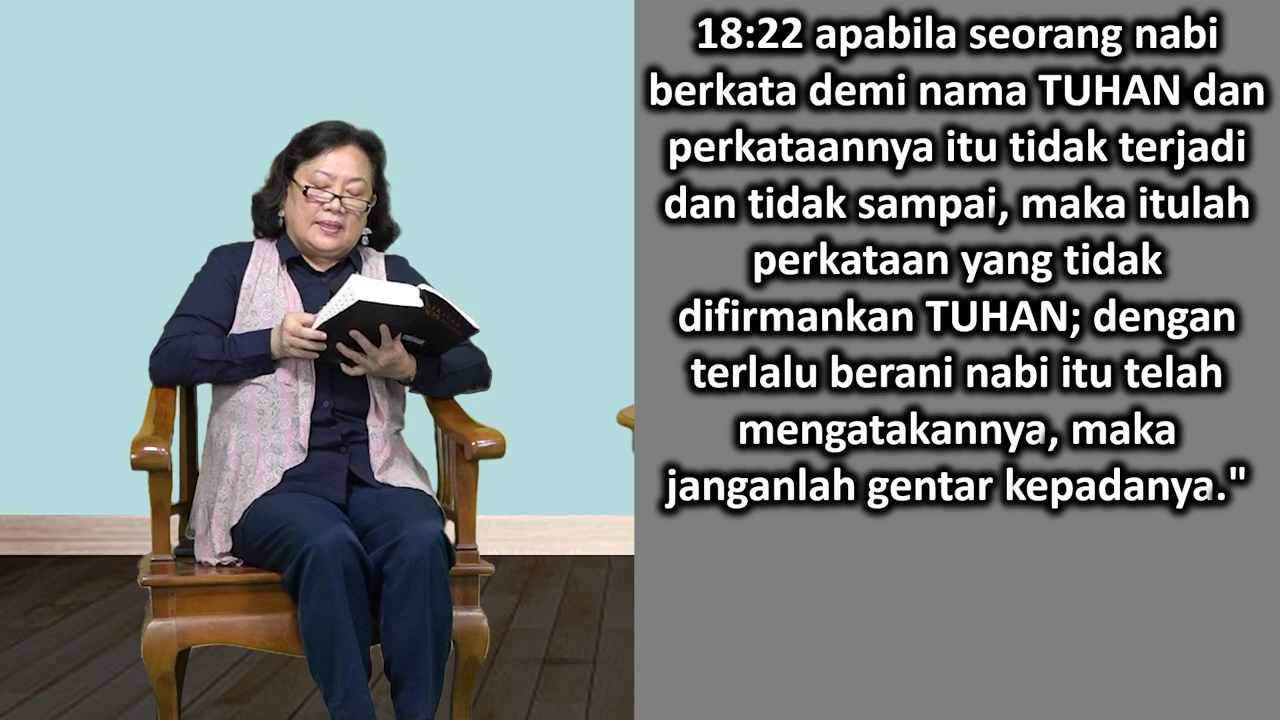 18:22 apabila seorang nabi
berkata demi nama TUHAN dan
perkataannya itu tidak terjadi
dan tidak sampai, maka itulah
perkataan yang tidak
difirmankan TUHAN; dengan
terlalu berani nabi itu telah
mengatakannya, maka
janganlah gentar kepadanya."